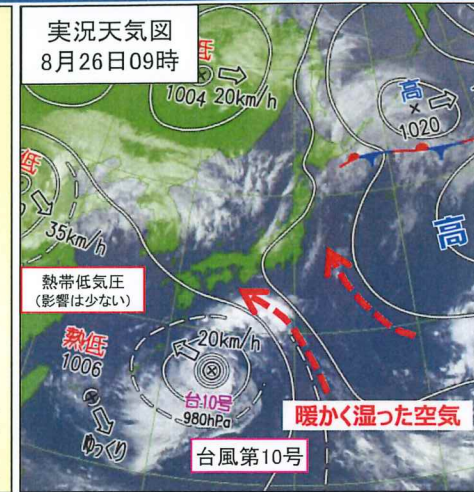 実況天気図
8月26日09時
低
1004 20km/h
高
1020
低
35km/h
高
熱帯低気圧
(影響は少ない)
熱低
1006
ゆっくり
20km/h
台10号
980hPa
暖かく湿った空気
台風第10号